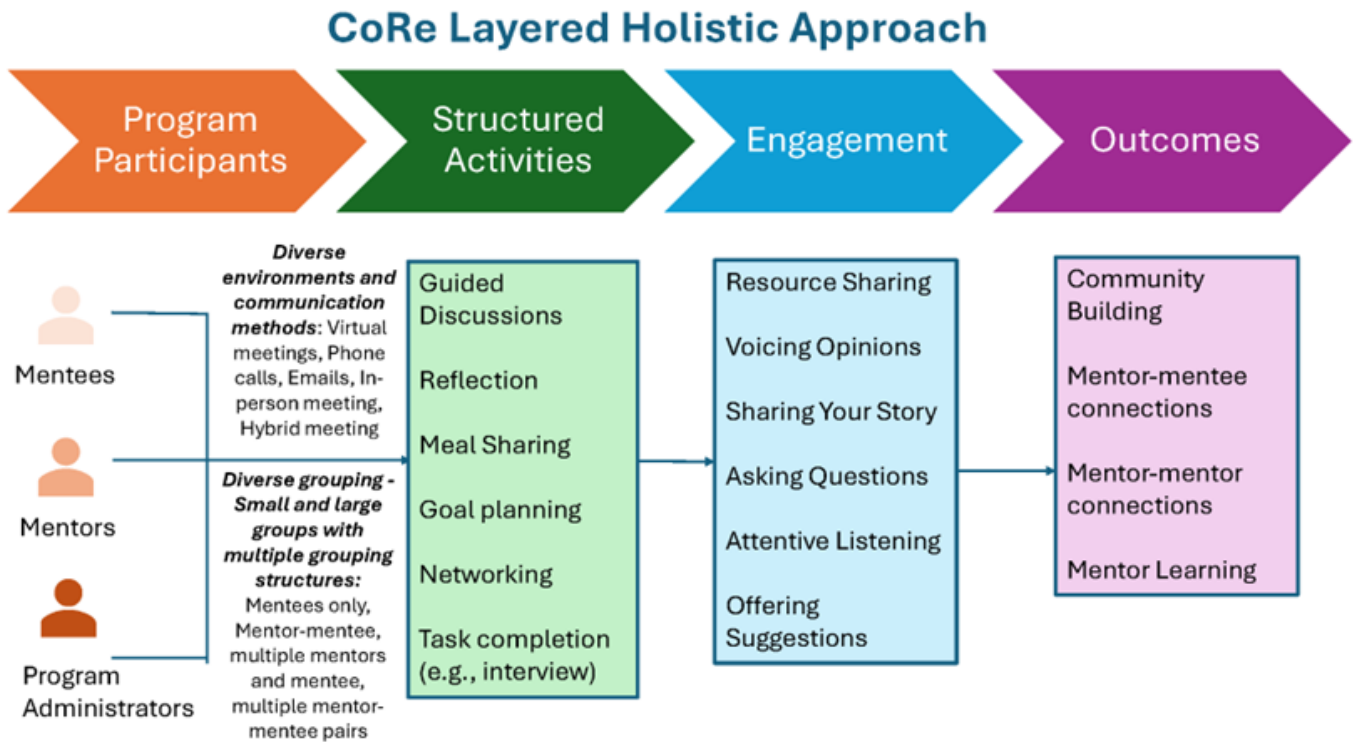 CoRe Layered Holistic Approach
Program
Participants
Structured
Activities
Engagement
Outcomes
Mentees
Mentors
Program
Administrators
Diverse
environments and
communication
methods: Virtual
meetings, Phone
calls, Emails, In-
person meeting,
Hybrid meeting
Diverse grouping -
Small and large
groups with
multiple grouping
structures:
Mentees only,
Mentor-mentee,
multiple mentors
and mentee,
multiple mentor-
mentee pairs
Guided
Discussions
Reflection
Meal Sharing
Goal planning
Networking
Task completion
(e.g., interview)
Resource Sharing
Voicing Opinions
Sharing Your Story
Asking Questions
Attentive Listening
Offering
Suggestions
Community
Building
Mentor-mentee
connections
Mentor-mentor
connections
Mentor Learning